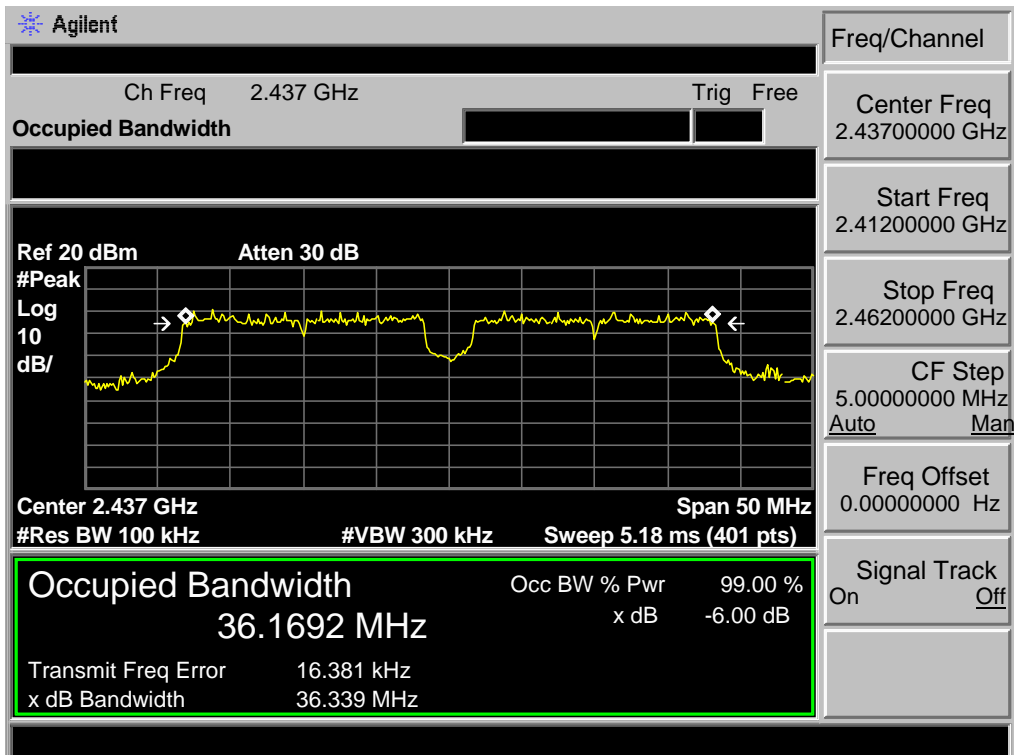 Agilent
Freq/Channel
Ch Freq 2.437 GHz Trig Free
Occupied Bandwidth
Center Freq
2.43700000 GHz
Start Freq
2.41200000 GHz
Stop Freq
2.46200000 GHz
CF Step
5.00000000 MHz
Auto Man
Freq Offset
0.00000000 Hz
Signal Track
On Off
Ref 20 dBm Atten 30 dB
#Peak
Log
10
dB/
Center 2.437 GHz Span 50 MHz
#Res BW 100 kHz #VBW 300 kHz Sweep 5.18 ms (401 pts)
Occupied Bandwidth Occ BW % Pwr 99.00 %
36.1692 MHz x dB -6.00 dB
Transmit Freq Error 16.381 kHz
x dB Bandwidth 36.339 MHz